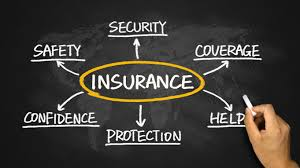 SECURITY
SAFETY
COVERAGE
INSURANCE
CONFIDENCE
HELP
PROTECTION